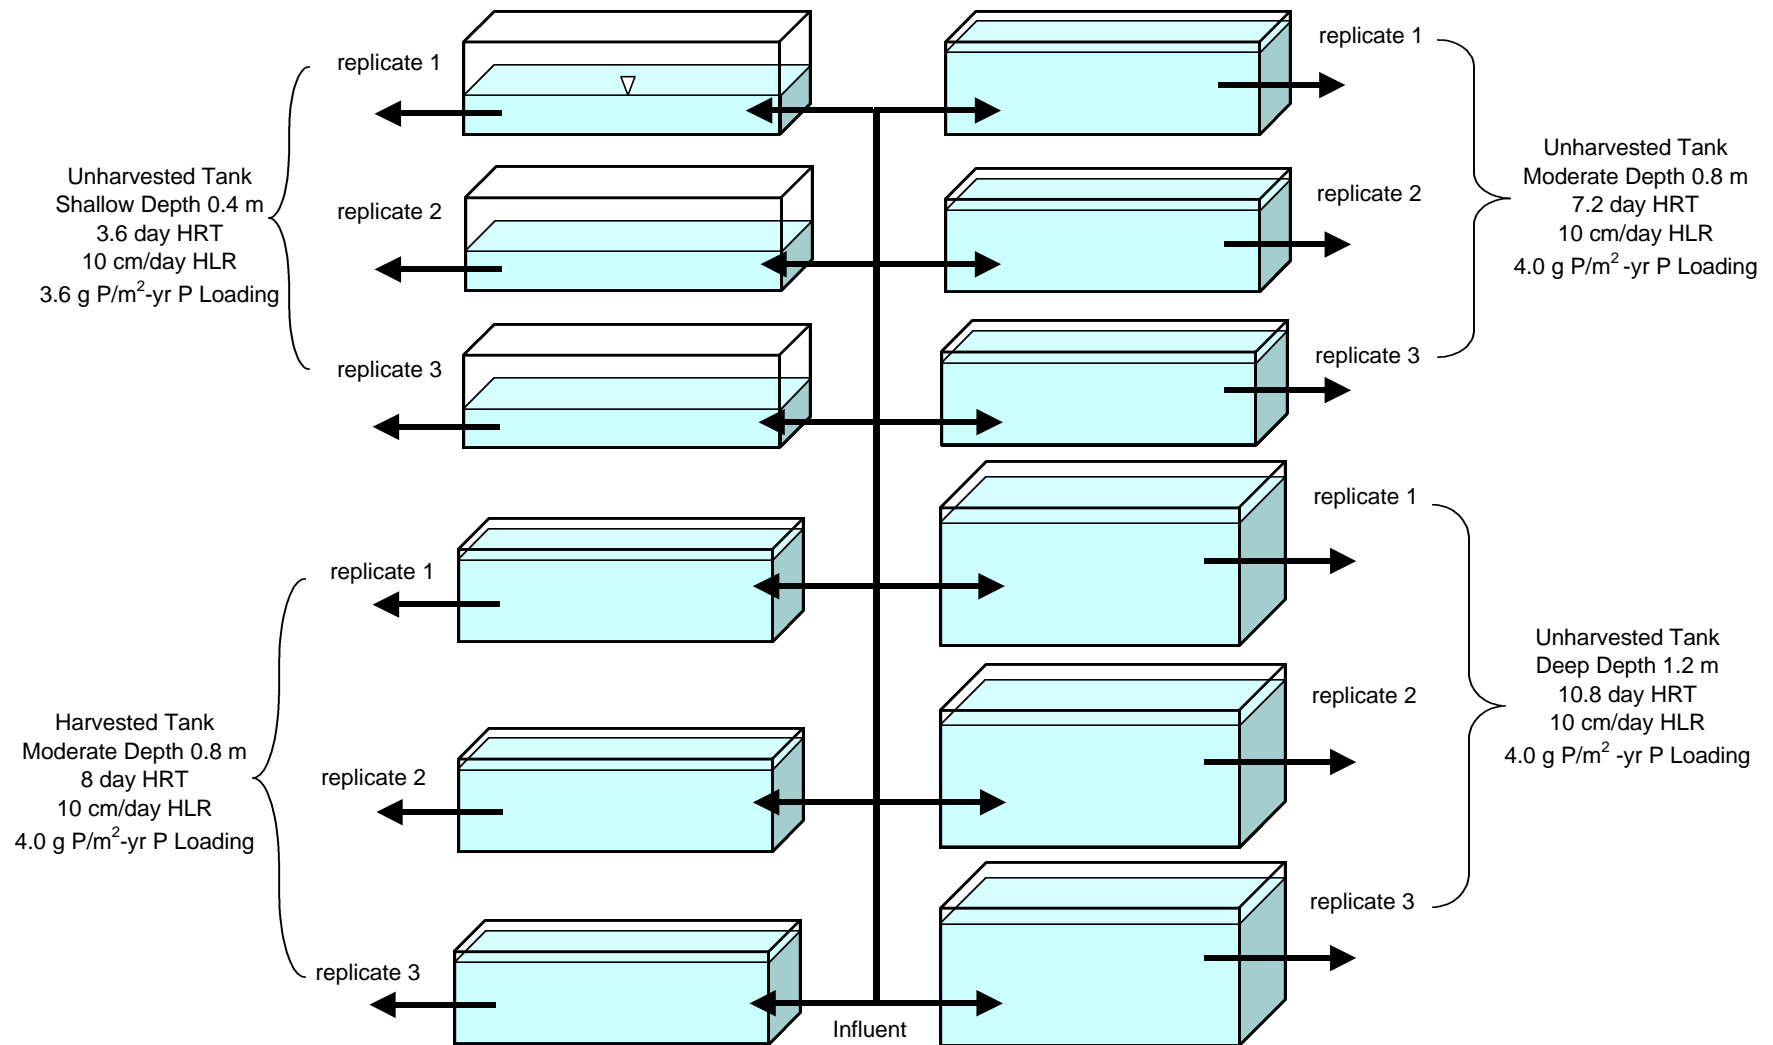 replicate 1
replicate 2
replicate 3
Unharvested Tank
Shallow Depth 0.4 m
3.6 day HRT
10 cm/day HLR
3.6 g P/m² -yr P Loading
replicate 1
replicate 2
replicate 3
Unharvested Tank
Moderate Depth 0.8 m
7.2 day HRT
10 cm/day HLR
4.0 g P/m² -yr P Loading
replicate 1
replicate 2
replicate 3
Harvested Tank
Moderate Depth 0.8 m
8 day HRT
10 cm/day HLR
4.0 g P/m²-yr P Loading
replicate 1
replicate 2
replicate 3
Unharvested Tank
Deep Depth 1.2 m
10.8 day HRT
10 cm/day HLR
4.0 g P/m² -yr P Loading
Influent